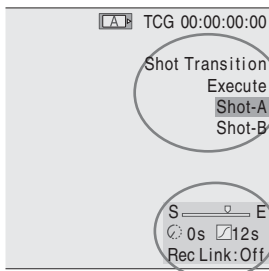 A TCG 00:00:00:00
Shot Transition
Execute
Shot-A
Shot-B
S E
0s 12s
Rec Link:Off